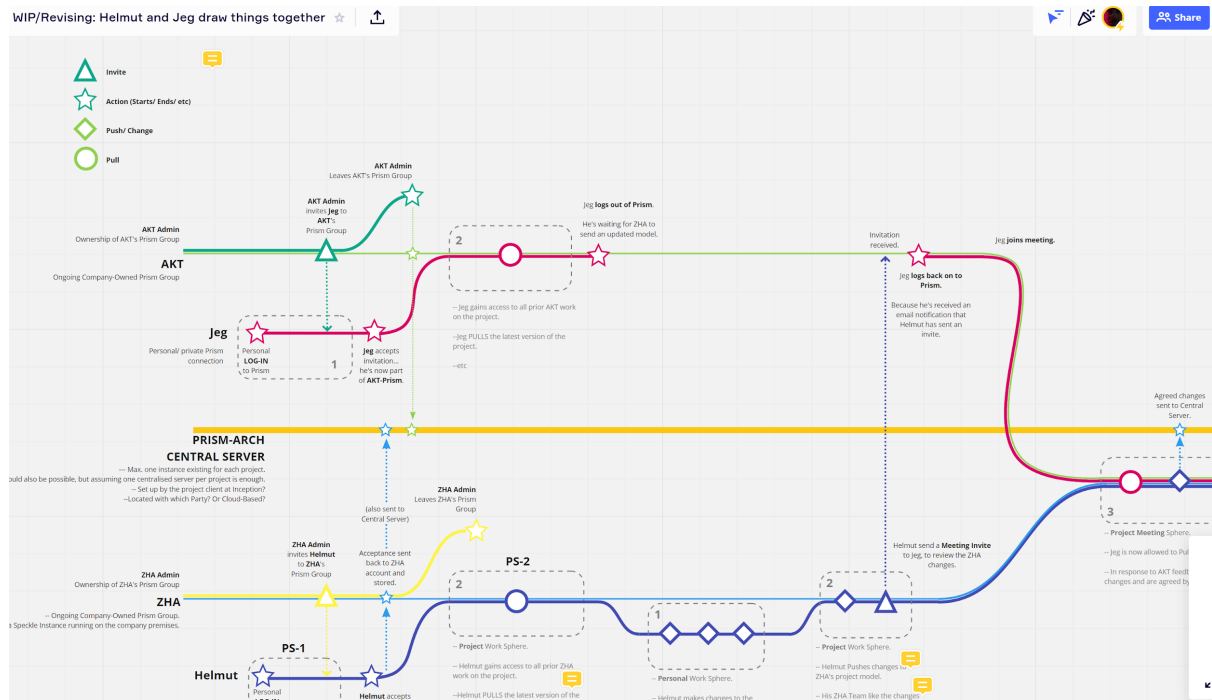 WIP/Revising: Helmut and Jeg draw things together
Share
Invite
Action (Starts/ Ends/ etc)
Push/ Change
Pull
AKT Admin
Leaves AKT's Prism Group
AKT Admin
invites Jeg to
AKT's
Prism Group
AKT Admin
Ownership of AKT's Prism Group
AKT
Ongoing Company-Owned Prism Group
2
Jeg logs out of Prism.
He's waiting for ZHA to
send an updated model.
Invitation
received.
Jeg joins meeting.
Jeg logs back on to
Prism.
Because he's received an
email notification that
Helmut has sent an
invite.
-- Jeg gains access to all prior AKT work
on the project.
--Jeg PULLS the latest version of the
project.
--etc
Jeg
Personal/ private Prism
connection
Personal
LOG-IN
to Prism
1
Jeg accepts
invitation...
he's now part
of AKT-Prism.
Agreed changes
sent to Central
Server.
PRISM-ARCH
CENTRAL SERVER
-- Max. one instance existing for each project.
ould also be possible, but assuming one centralised server per project is enough.
-- Set up by the project client at Inception?
--Located with which Party? Or Cloud-Based?
(also sent to
Central Server)
ZHA Admin
Leaves ZHA's Prism
Group
ZHA Admin
invites Helmut
to ZHA's
Prism Group
Acceptance sent
back to ZHA
account and
stored.
ZHA Admin
Ownership of ZHA's Prism Group
ZHA
-- Ongoing Company-Owned Prism Group.
a Speckle Instance running on the company premises.
PS-2
2
Helmut send a Meeting Invite
to Jeg, to review the ZHA
changes.
3
-- Project Meeting Sphere.
-- Jeg is now allowed to Pul
-- In response to AKT feedb
changes and are agreed by
1
2
PS-1
Helmut
Personal
Helmut accepts
-- Project Work Sphere.
-- Helmut gains access to all prior ZHA
work on the project.
--Helmut PULLS the latest version of the
-- Personal Work Sphere.
-- Helmut makes changes to the
-- Project Work Sphere.
-- Helmut Pushes changes to
ZHA's project model.
-- His ZHA Team like the changes